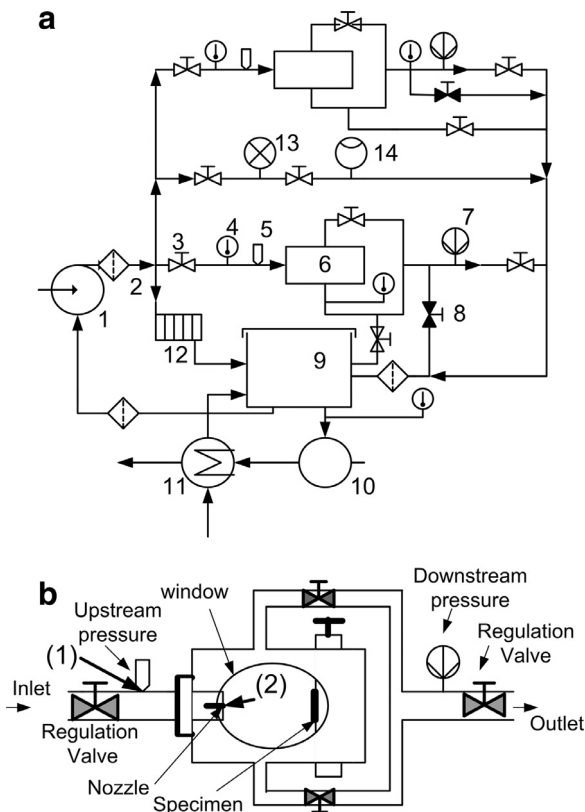 a
13
14
3
4
5
7
6
2
1
8
12
9
11
10
b
window
Downstream
pressure
Upstream
pressure
Regulation
Valve
(1)
(2)
Inlet
Outlet
Regulation
Valve
Nozzle
Specimen